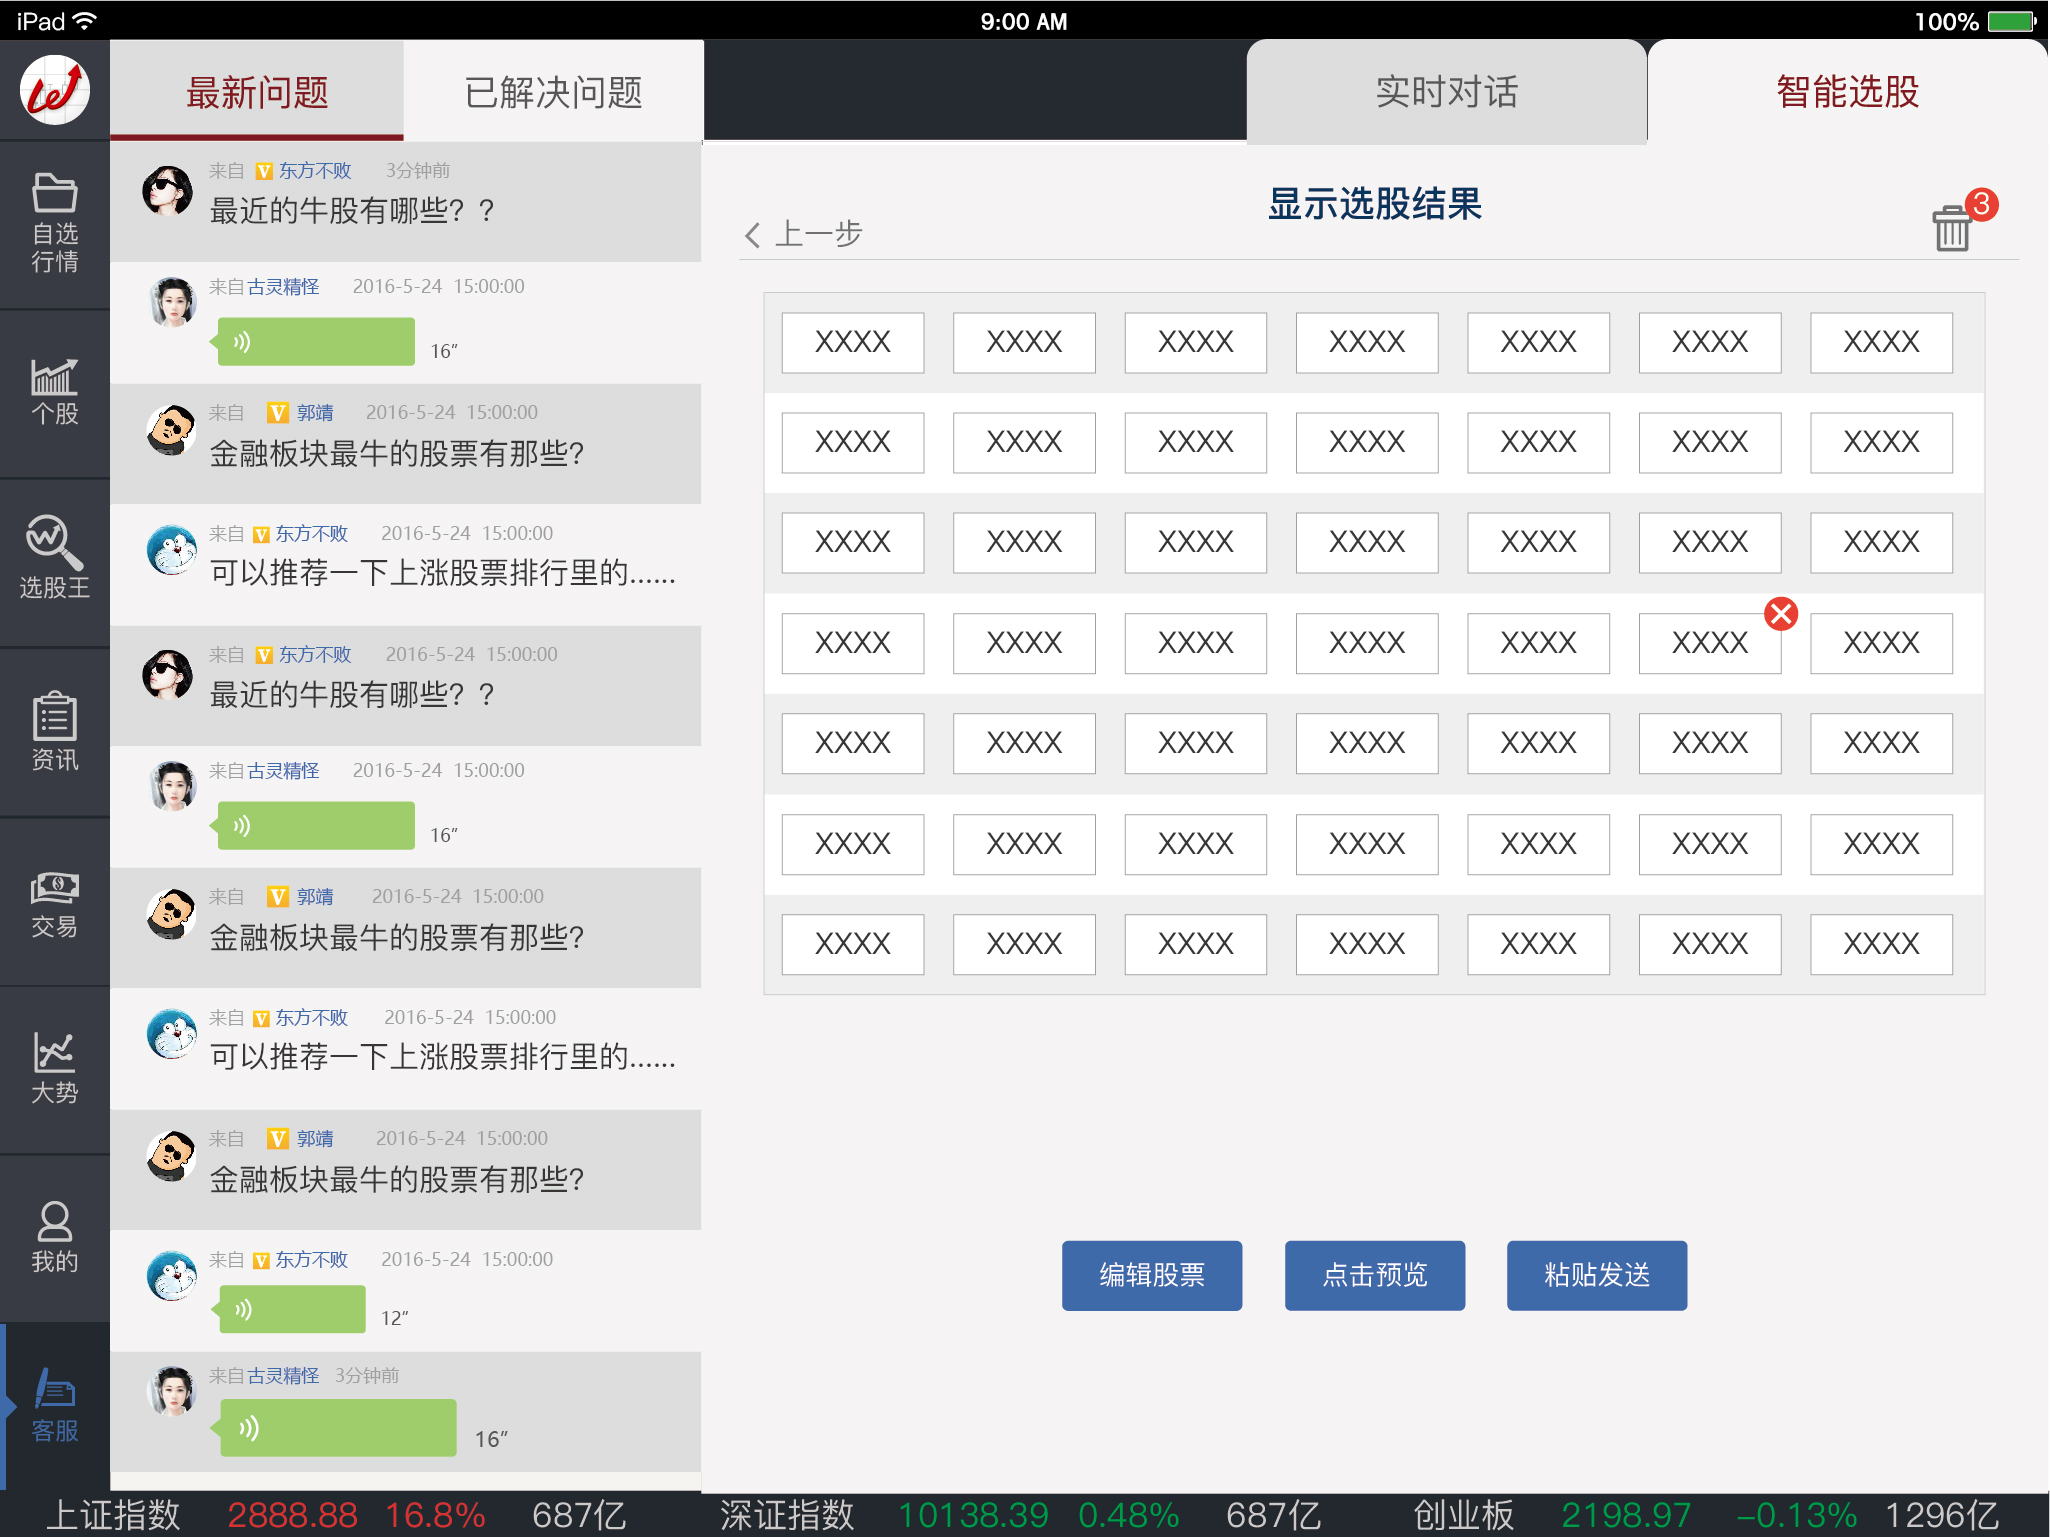 iPad 9:00 AM 100%
最新问题 已解决问题 实时对话 智能选股
自选
行情
个股
选股王
资讯
交易
大势
我的
客服
来自 V 东方不败 3分钟前
最近的牛股有哪些？？
来自古灵精怪 2016-5-24 15:00:00
16″
来自 V 郭靖 2016-5-24 15:00:00
金融板块最牛的股票有那些?
来自 V 东方不败 2016-5-24 15:00:00
可以推荐一下上涨股票排行里的......
来自 V 东方不败 2016-5-24 15:00:00
最近的牛股有哪些？？
来自古灵精怪 2016-5-24 15:00:00
16″
来自 V 郭靖 2016-5-24 15:00:00
金融板块最牛的股票有那些?
来自 V 东方不败 2016-5-24 15:00:00
可以推荐一下上涨股票排行里的......
来自 V 郭靖 2016-5-24 15:00:00
金融板块最牛的股票有那些?
来自 V 东方不败 2016-5-24 15:00:00
12″
来自古灵精怪 3分钟前
16″
显示选股结果
上一步
3
XXXX XXXX XXXX XXXX XXXX XXXX XXXX
XXXX XXXX XXXX XXXX XXXX XXXX XXXX
XXXX XXXX XXXX XXXX XXXX XXXX XXXX
XXXX XXXX XXXX XXXX XXXX XXXX XXXX
XXXX XXXX XXXX XXXX XXXX XXXX XXXX
XXXX XXXX XXXX XXXX XXXX XXXX XXXX
XXXX XXXX XXXX XXXX XXXX XXXX XXXX
编辑股票 点击预览 粘贴发送
上证指数 2888.88 16.8% 687亿 深证指数 10138.39 0.48% 687亿 创业板 2198.97 -0.13% 1296亿